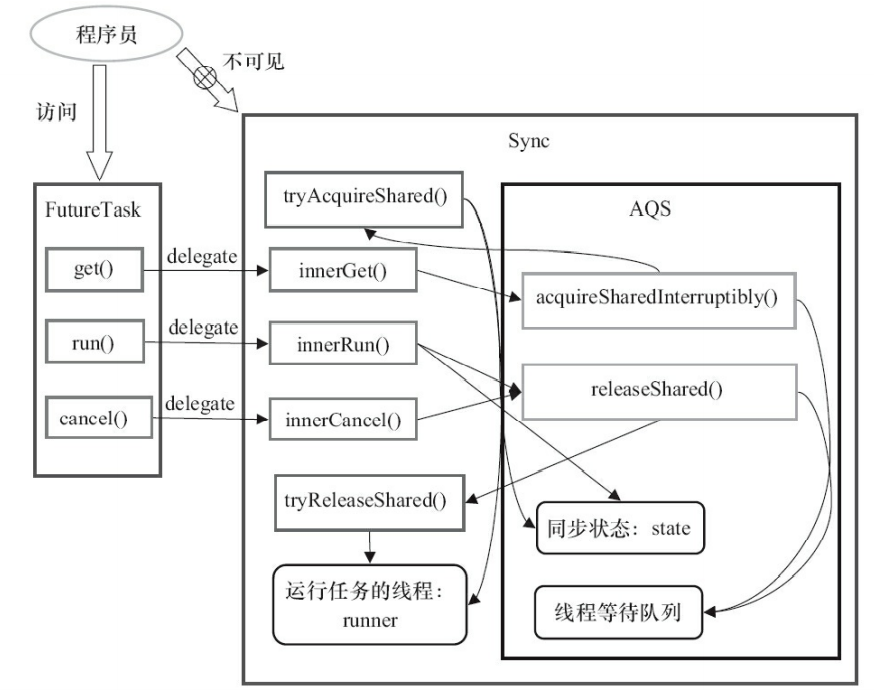 程序员
不可见
访问
Sync
FutureTask
tryAcquireShared()
AQS
get()
delegate
innerGet()
acquireSharedInterruptibly()
run()
delegate
innerRun()
releaseShared()
cancel()
delegate
innerCancel()
tryReleaseShared()
同步状态：state
运行任务的线程：
runner
线程等待队列